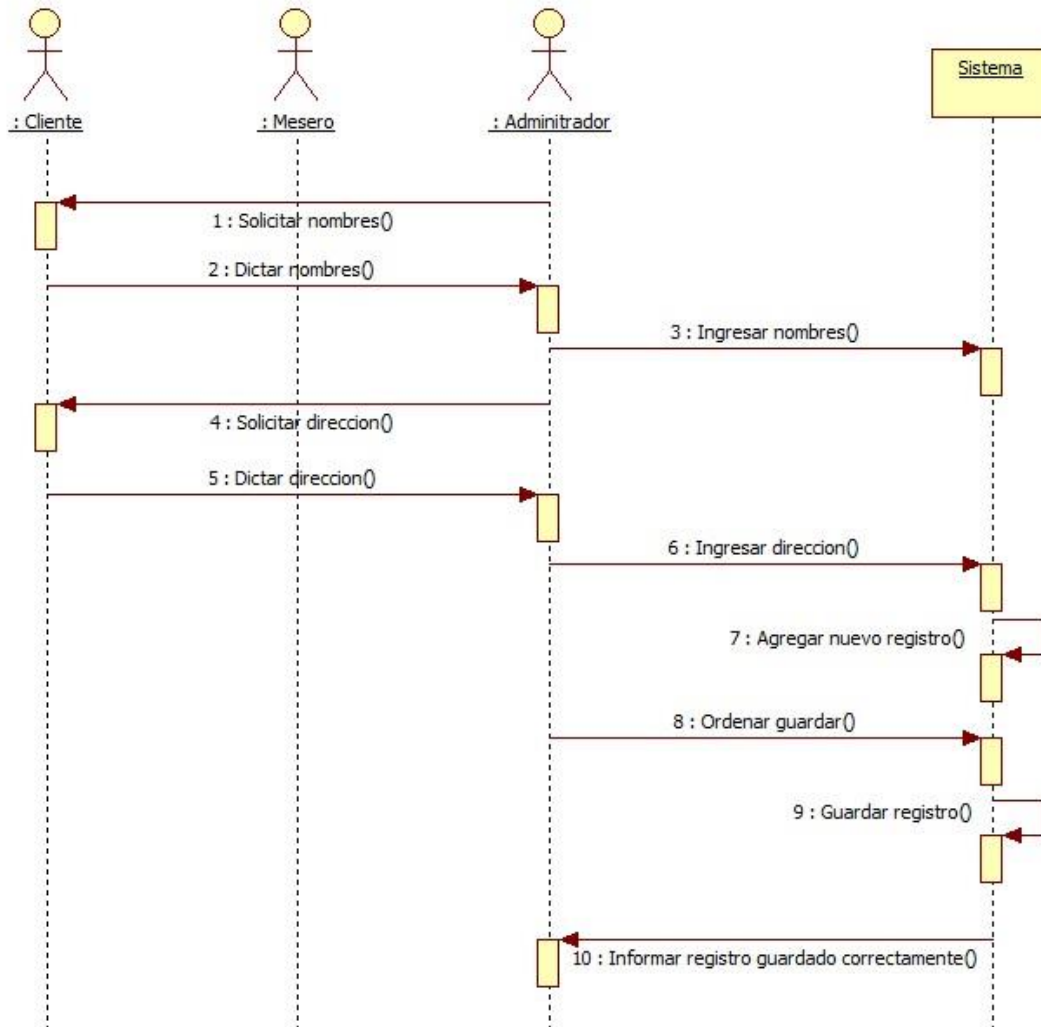 : Cliente
: Mesero
: Adminitrador
Sistema
1 : Solicitar nombres()
2 : Dictar nombres()
3 : Ingresar nombres()
4 : Solicitar direccion()
5 : Dictar direccion()
6 : Ingresar direccion()
7 : Agregar nuevo registro()
8 : Ordenar guardar()
9 : Guardar registro()
10 : Informar registro guardado correctamente()